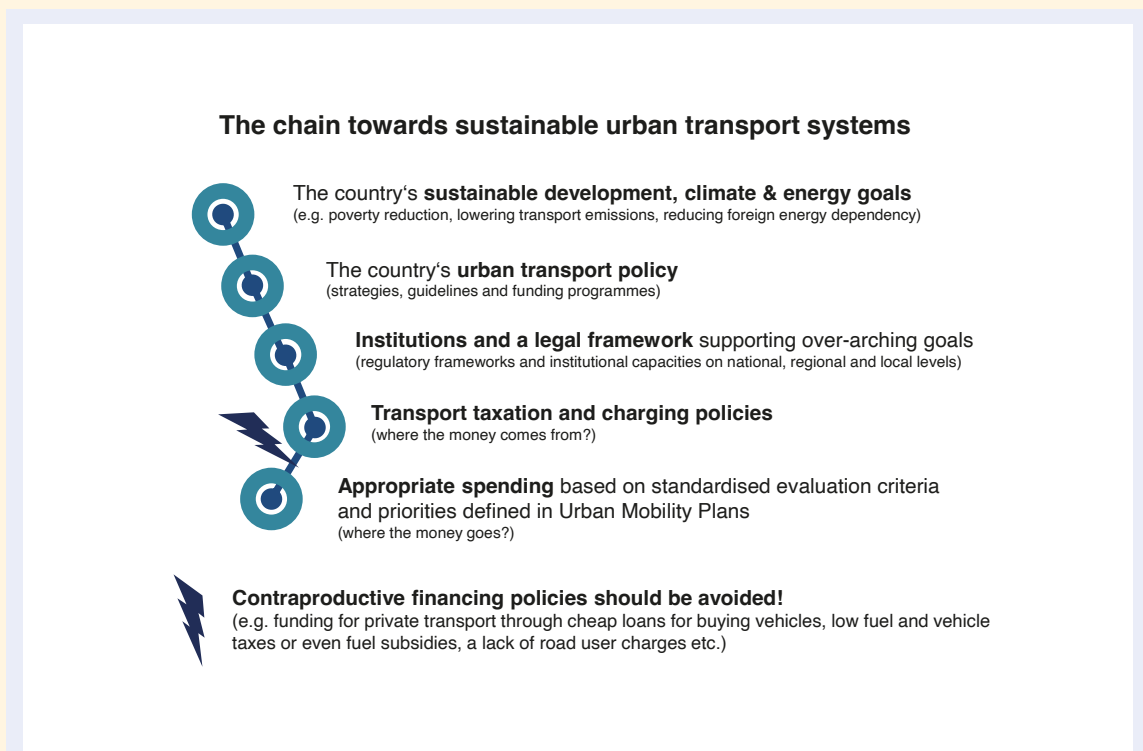 The chain towards sustainable urban transport systems
The country‘s sustainable development, climate & energy goals
(e.g. poverty reduction, lowering transport emissions, reducing foreign energy dependency)
The country‘s urban transport policy
(strategies, guidelines and funding programmes)
Institutions and a legal framework supporting over-arching goals
(regulatory frameworks and institutional capacities on national, regional and local levels)
Transport taxation and charging policies
(where the money comes from?)
Appropriate spending based on standardised evaluation criteria
and priorities defined in Urban Mobility Plans
(where the money goes?)
Contraproductive financing policies should be avoided!
(e.g. funding for private transport through cheap loans for buying vehicles, low fuel and vehicle
taxes or even fuel subsidies, a lack of road user charges etc.)